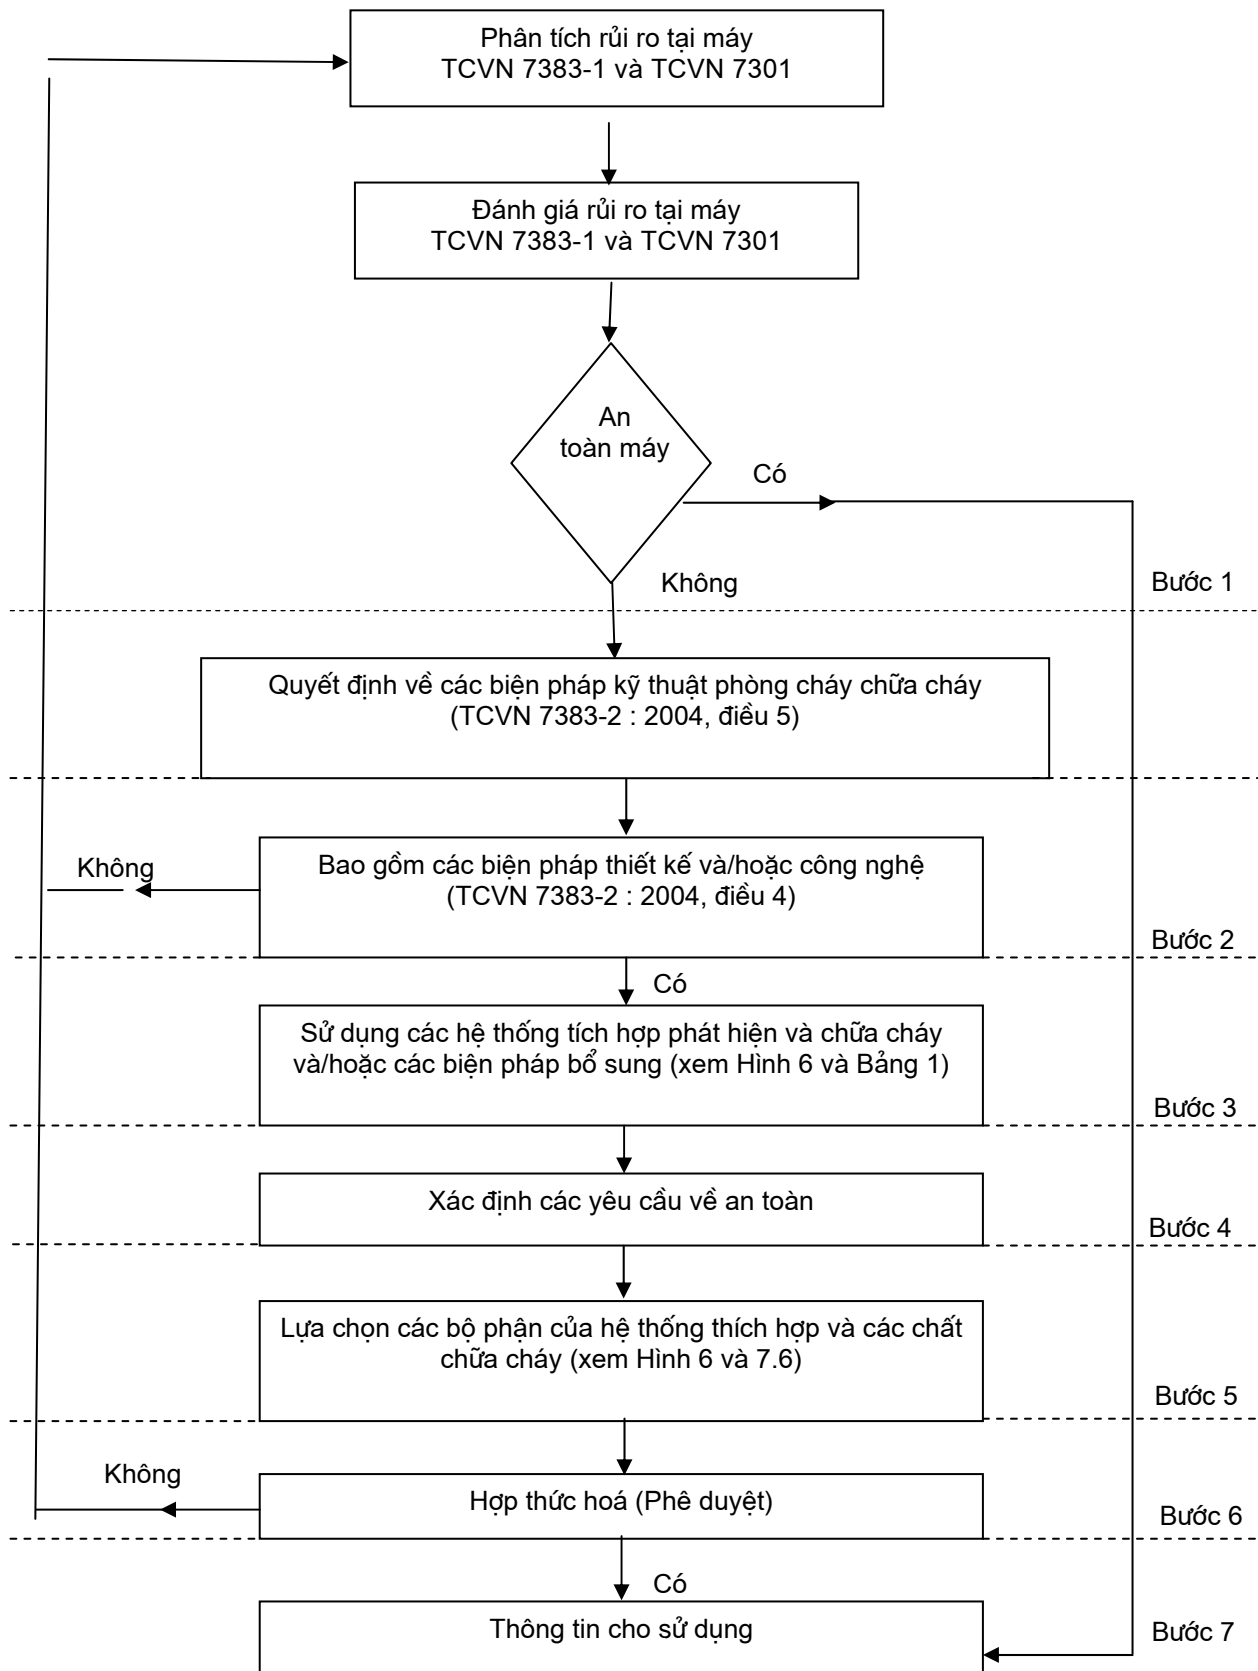 Phân tích rủi ro tại máy
TCVN 7383-1 và TCVN 7301
Đánh giá rủi ro tại máy
TCVN 7383-1 và TCVN 7301
An
toàn máy
Có
Không
Bước 1
Quyết định về các biện pháp kỹ thuật phòng cháy chữa cháy
(TCVN 7383-2 : 2004, điều 5)
Không
Bao gồm các biện pháp thiết kế và/hoặc công nghệ
(TCVN 7383-2 : 2004, điều 4)
Bước 2
Có
Sử dụng các hệ thống tích hợp phát hiện và chữa cháy
và/hoặc các biện pháp bổ sung (xem Hình 6 và Bảng 1)
Bước 3
Xác định các yêu cầu về an toàn
Bước 4
Lựa chọn các bộ phận của hệ thống thích hợp và các chất
chữa cháy (xem Hình 6 và 7.6)
Bước 5
Không
Hợp thức hoá (Phê duyệt)
Bước 6
Có
Thông tin cho sử dụng
Bước 7